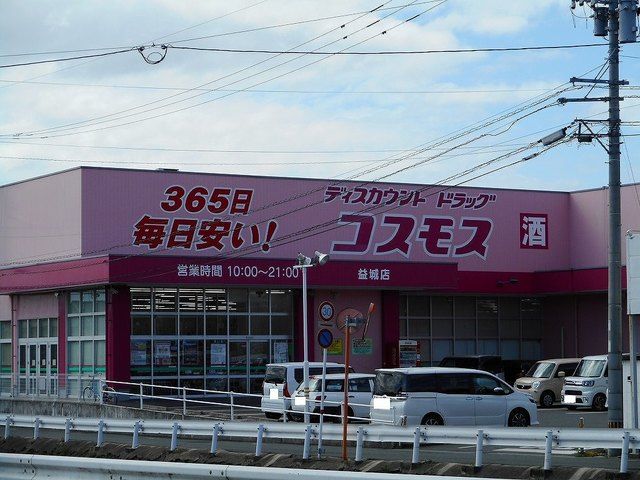 365日
毎日安い!
ディスカウント ドラッグ
コスモス
酒
営業時間 10:00〜21:00
益城店
30